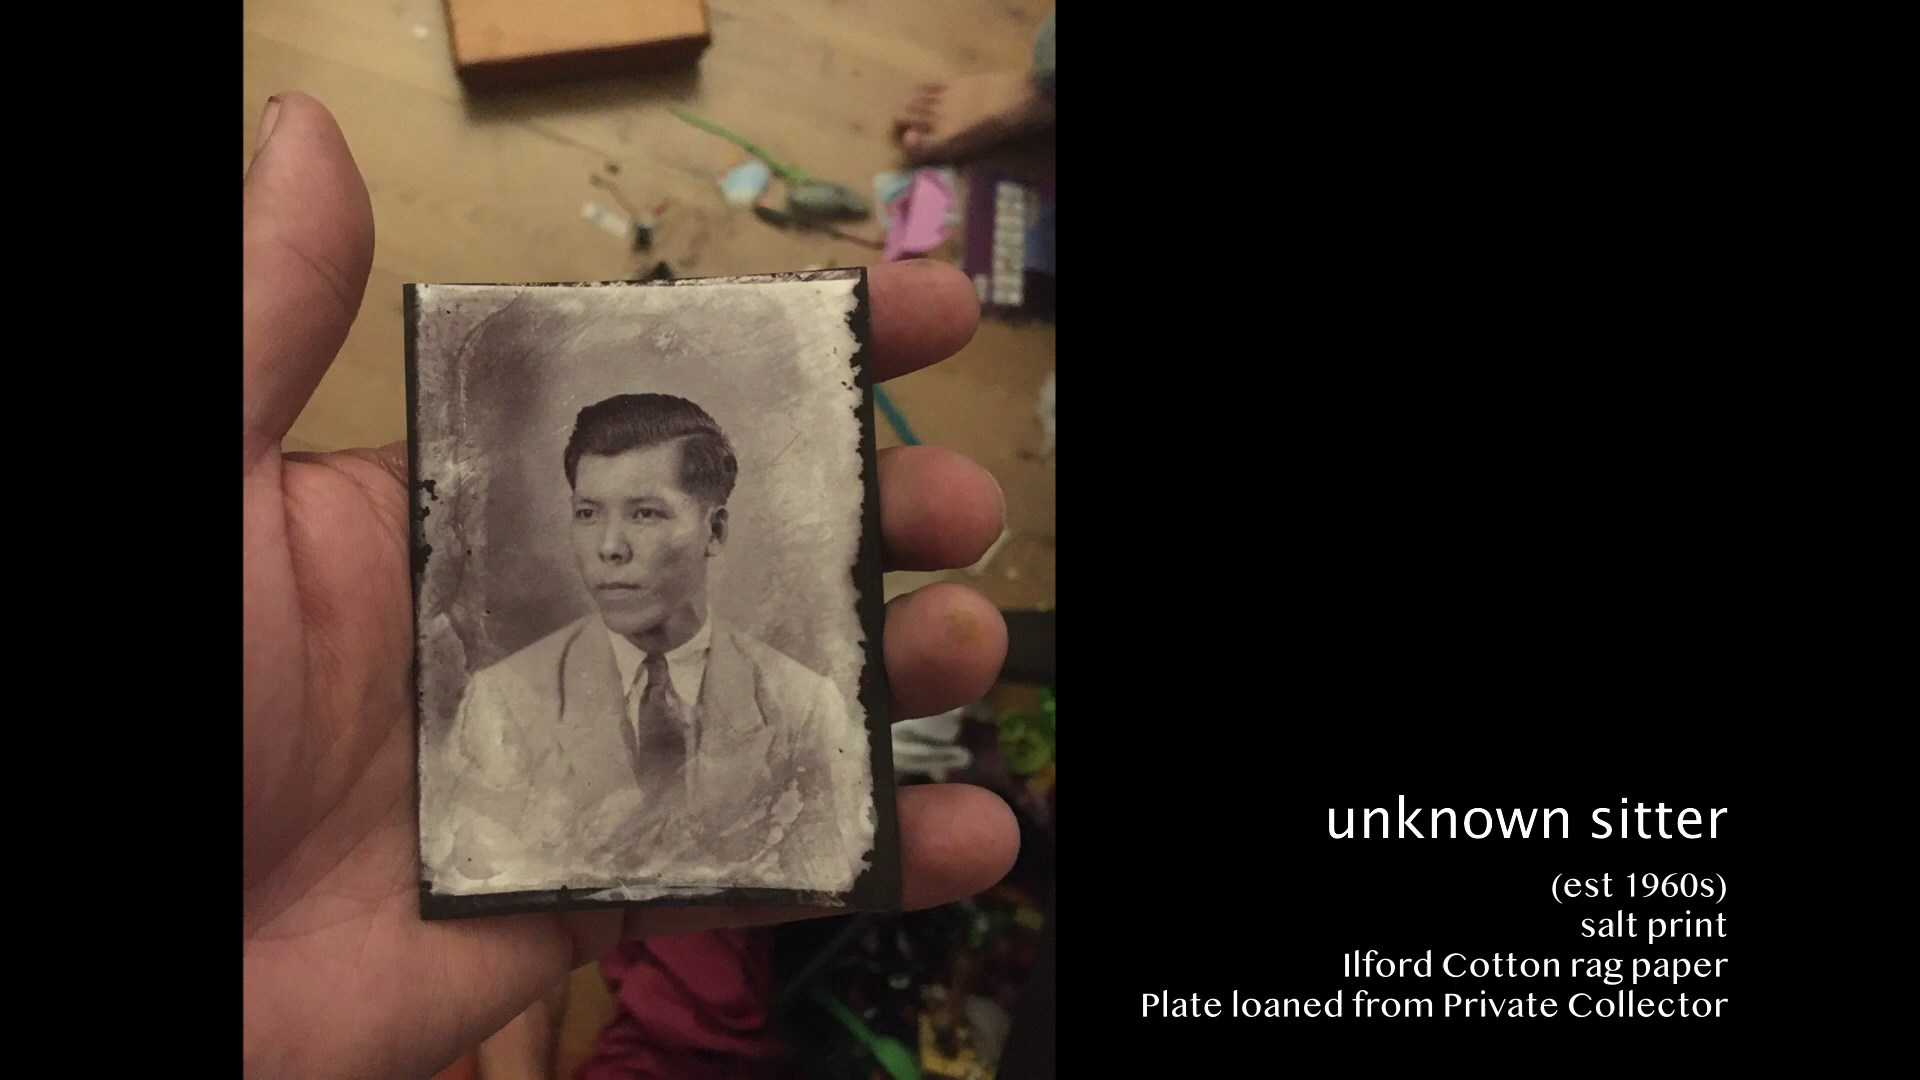 unknown sitter
(est 1960s)
salt print
Ilford Cotton rag paper
Plate loaned from Private Collector